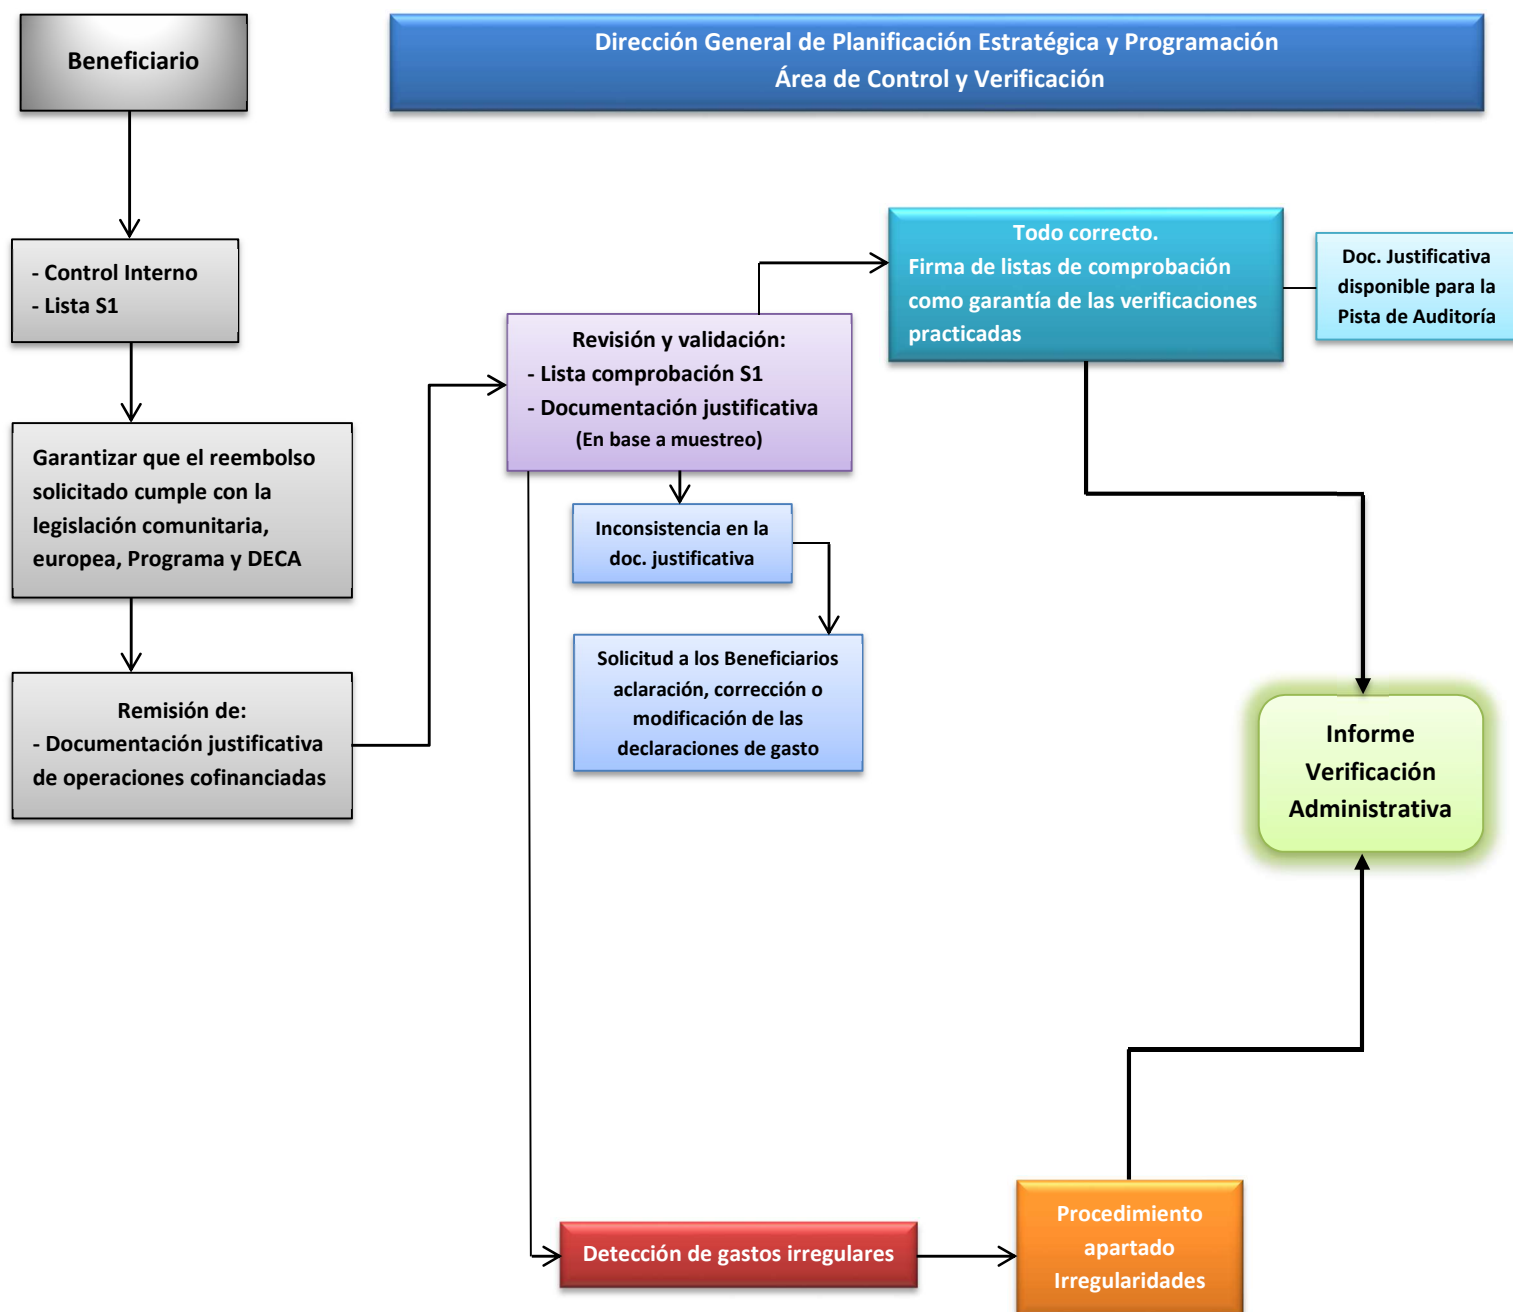 Beneficiario
Dirección General de Planificación Estratégica y Programación
Área de Control y Verificación
- Control Interno
- Lista S1
Garantizar que el reembolso
solicitado cumple con la
legislación comunitaria,
europea, Programa y DECA
Remisión de:
- Documentación justificativa
de operaciones cofinanciadas
Revisión y validación:
- Lista comprobación S1
- Documentación justificativa
(En base a muestreo)
Inconsistencia en la
doc. justificativa
Solicitud a los Beneficiarios
aclaración, corrección o
modificación de las
declaraciones de gasto
Todo correcto.
Firma de listas de comprobación
como garantía de las verificaciones
practicadas
Doc. Justificativa
disponible para la
Pista de Auditoría
Informe
Verificación
Administrativa
Detección de gastos irregulares
Procedimiento
apartado
Irregularidades